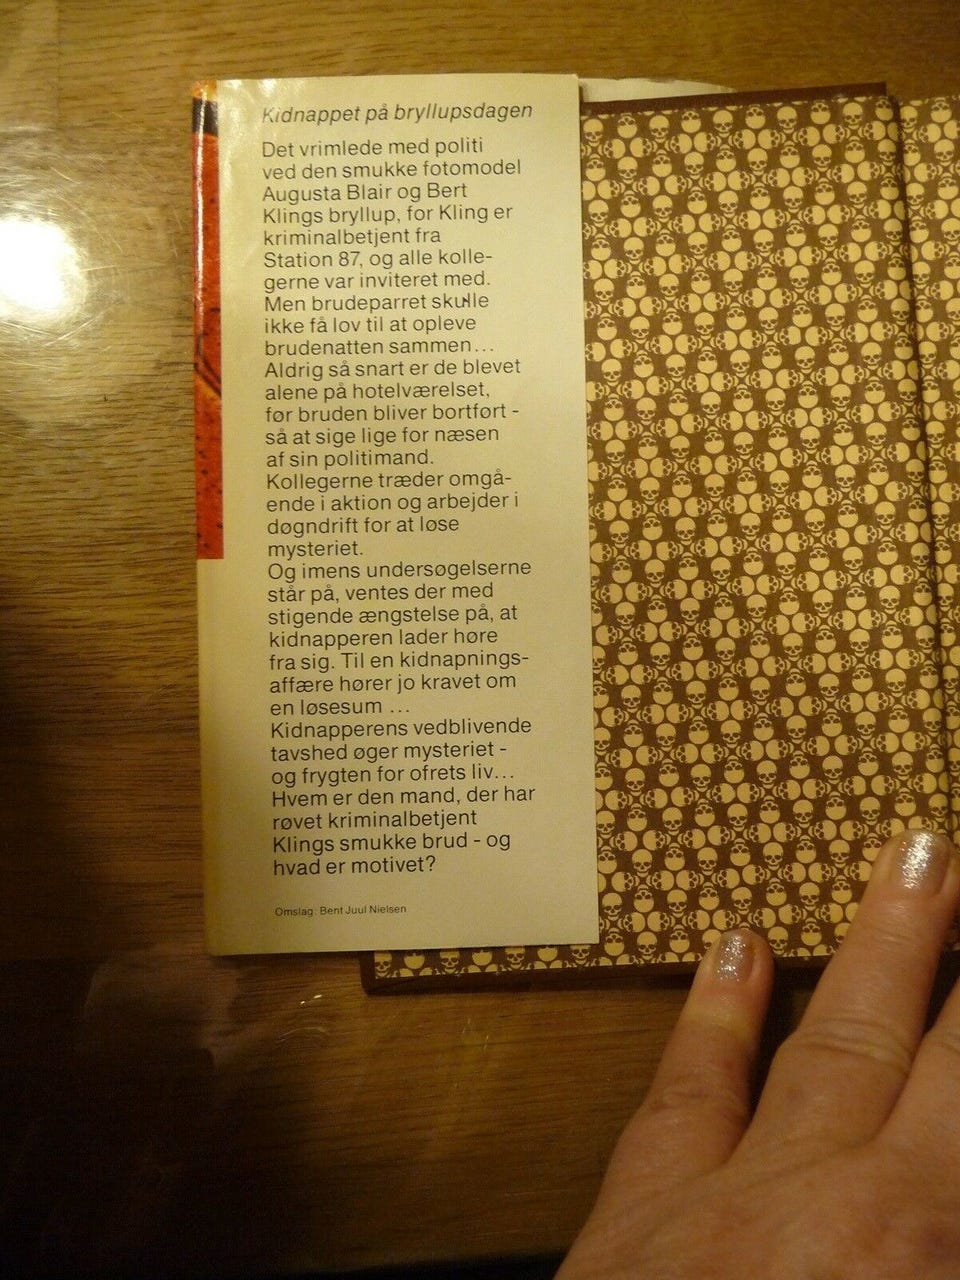 Kidnappet på bryllupsdagen
Det vrimlede med politi
ved den smukke fotomodel
Augusta Blair og Bert
Klings bryllup, for Kling er
kriminalbetjent fra
Station 87, og alle kolle-
gerne var inviteret med.
Men brudeparret skulle
ikke få lov til at opleve
brudenatten sammen...
Aldrig så snart er de blevet
alene på hotelværelset,
før bruden bliver bortført -
så at sige lige for næsen
af sin politimand.
Kollegerne træder omgå-
ende i aktion og arbejder i
døgndrift for at løse
mysteriet.
Og imens undersøgelserne
står på, ventes der med
stigende ængstelse på, at
kidnapperen lader høre
fra sig. Til en kidnapnings-
affære hører jo kravet om
en løsesum ...
Kidnapperens vedblivende
tavshed øger mysteriet -
og frygten for ofrets liv...
Hvem er den mand, der har
røvet kriminalbetjent
Klings smukke brud - og
hvad er motivet?
Omslag: Bent Juul Nielsen